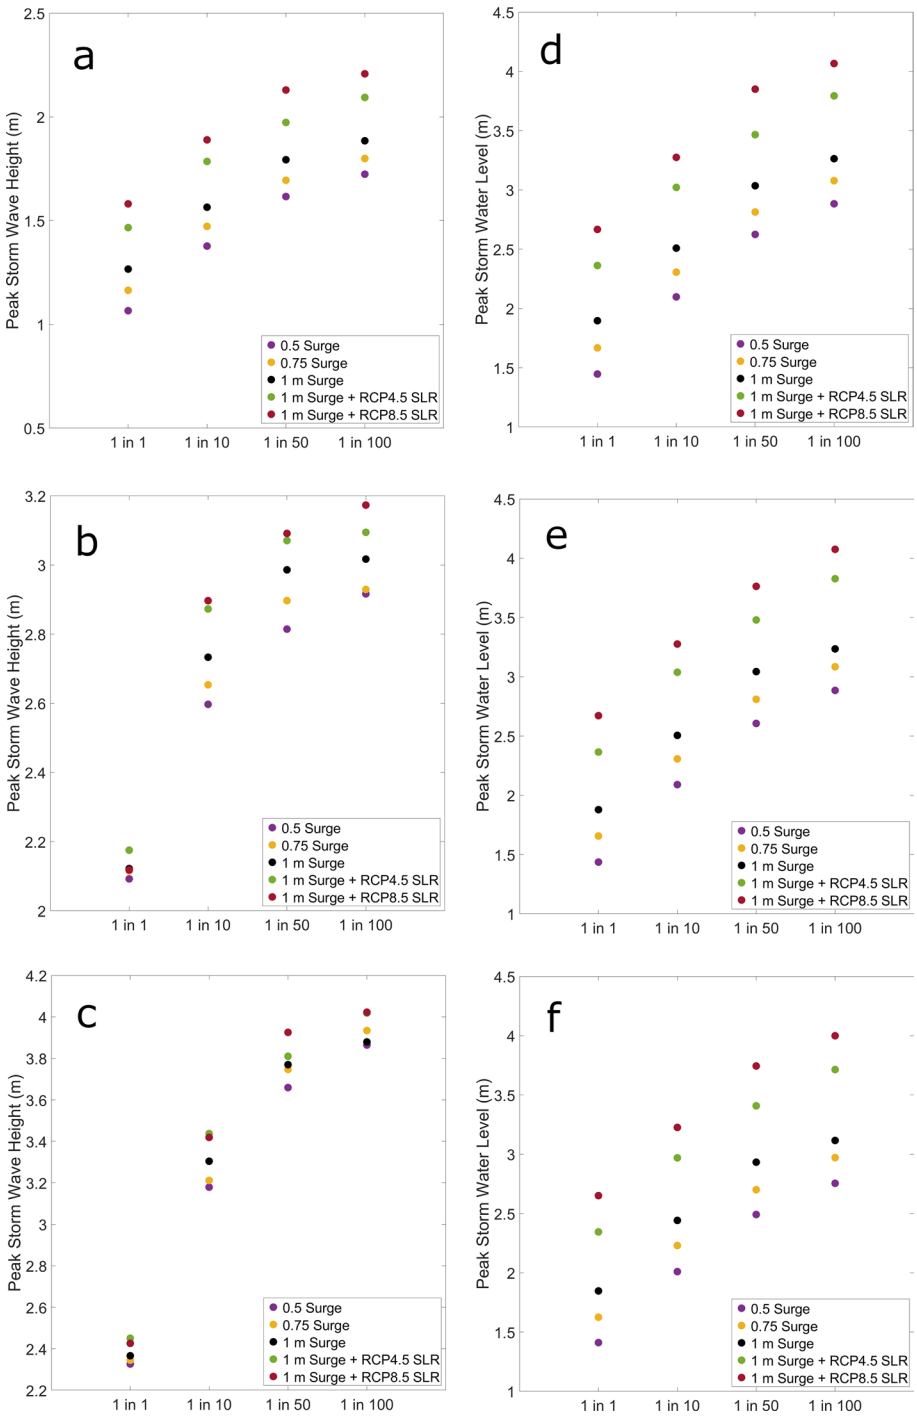 a
Peak Storm Wave Height (m)
2.5
2
1.5
1
0.5
1 in 1
1 in 10
1 in 50
1 in 100
0.5 Surge
0.75 Surge
1 m Surge
1 m Surge + RCP4.5 SLR
1 m Surge + RCP8.5 SLR
d
Peak Storm Water Level (m)
4.5
4
3.5
3
2.5
2
1.5
1
1 in 1
1 in 10
1 in 50
1 in 100
0.5 Surge
0.75 Surge
1 m Surge
1 m Surge + RCP4.5 SLR
1 m Surge + RCP8.5 SLR
b
Peak Storm Wave Height (m)
3.2
3
2.8
2.6
2.4
2.2
2
1 in 1
1 in 10
1 in 50
1 in 100
0.5 Surge
0.75 Surge
1 m Surge
1 m Surge + RCP4.5 SLR
1 m Surge + RCP8.5 SLR
e
Peak Storm Water Level (m)
4.5
4
3.5
3
2.5
2
1.5
1
1 in 1
1 in 10
1 in 50
1 in 100
0.5 Surge
0.75 Surge
1 m Surge
1 m Surge + RCP4.5 SLR
1 m Surge + RCP8.5 SLR
c
Peak Storm Wave Height (m)
4.2
4
3.8
3.6
3.4
3.2
3
2.8
2.6
2.4
2.2
1 in 1
1 in 10
1 in 50
1 in 100
0.5 Surge
0.75 Surge
1 m Surge
1 m Surge + RCP4.5 SLR
1 m Surge + RCP8.5 SLR
f
Peak Storm Water Level (m)
4.5
4
3.5
3
2.5
2
1.5
1
1 in 1
1 in 10
1 in 50
1 in 100
0.5 Surge
0.75 Surge
1 m Surge
1 m Surge + RCP4.5 SLR
1 m Surge + RCP8.5 SLR